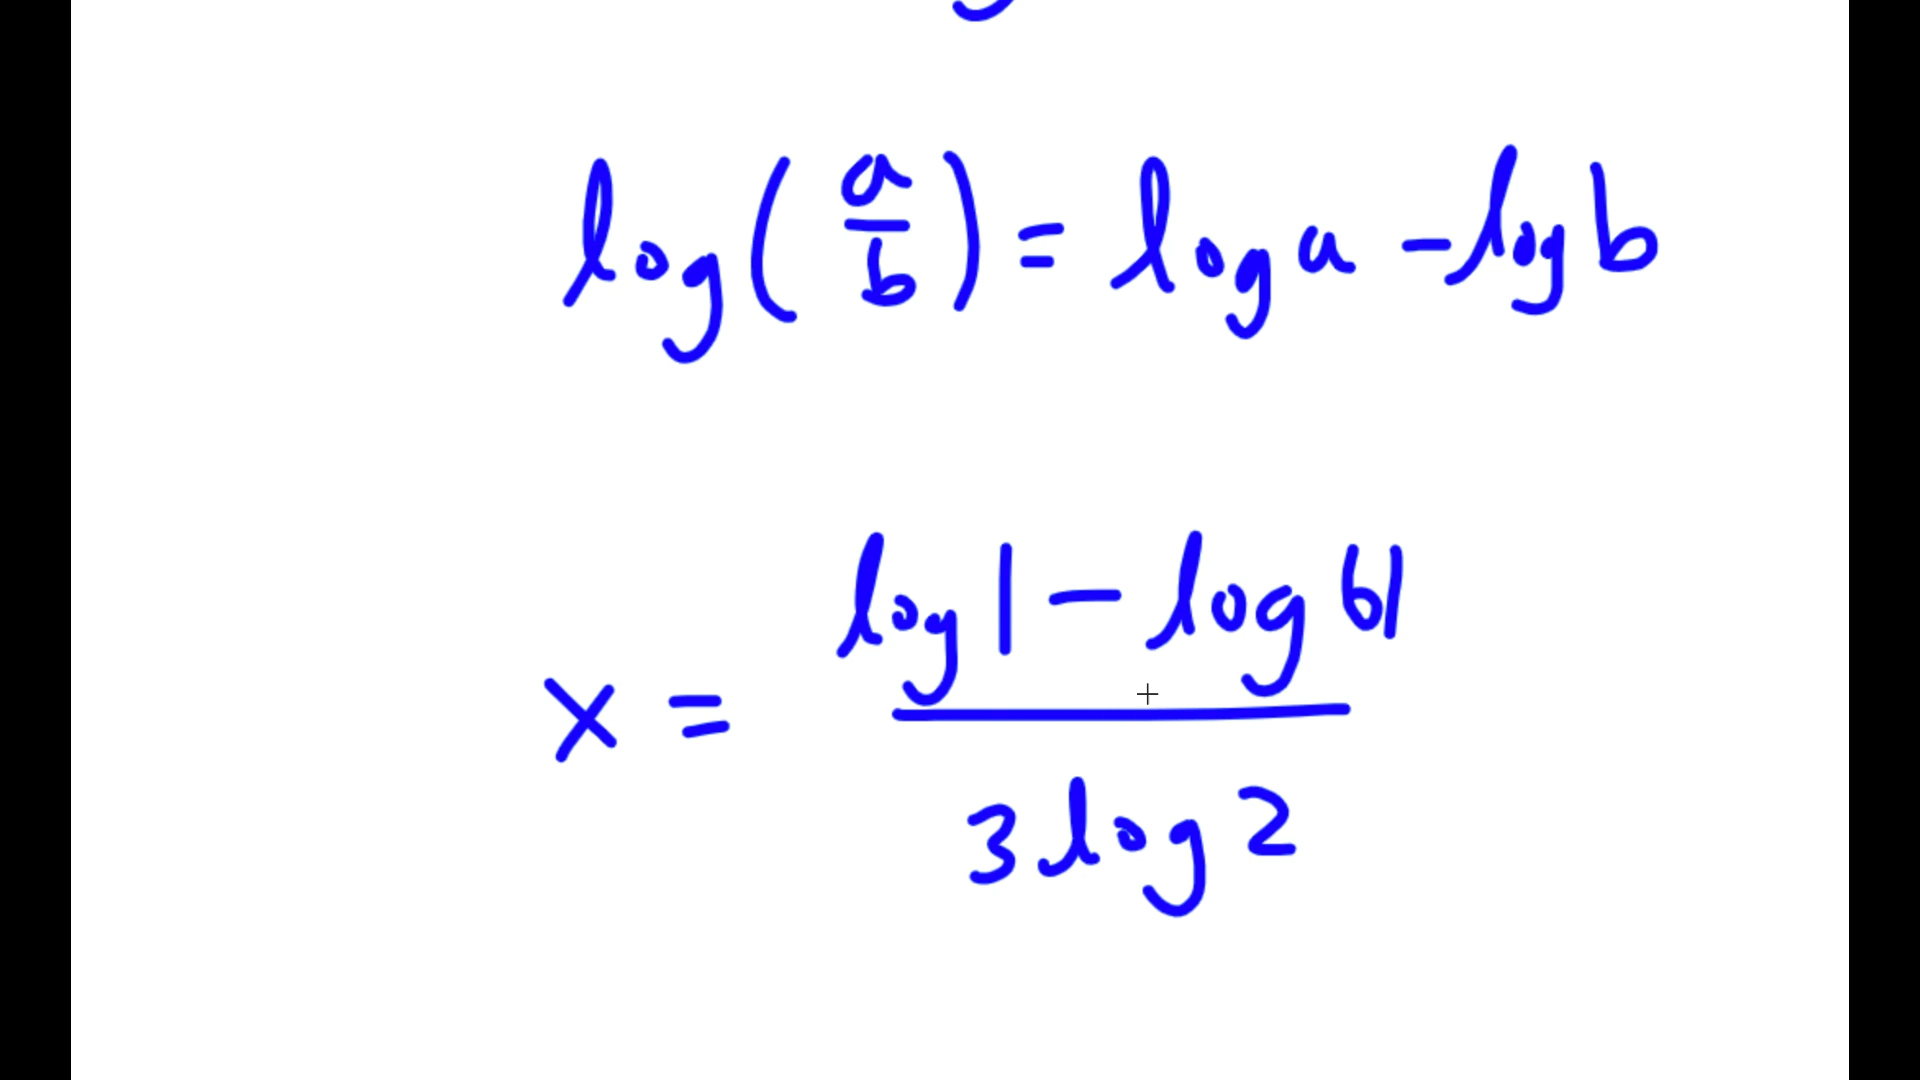 log(a/b) = log a - log b
x = (log 1 - log 61)/(3 log 2)